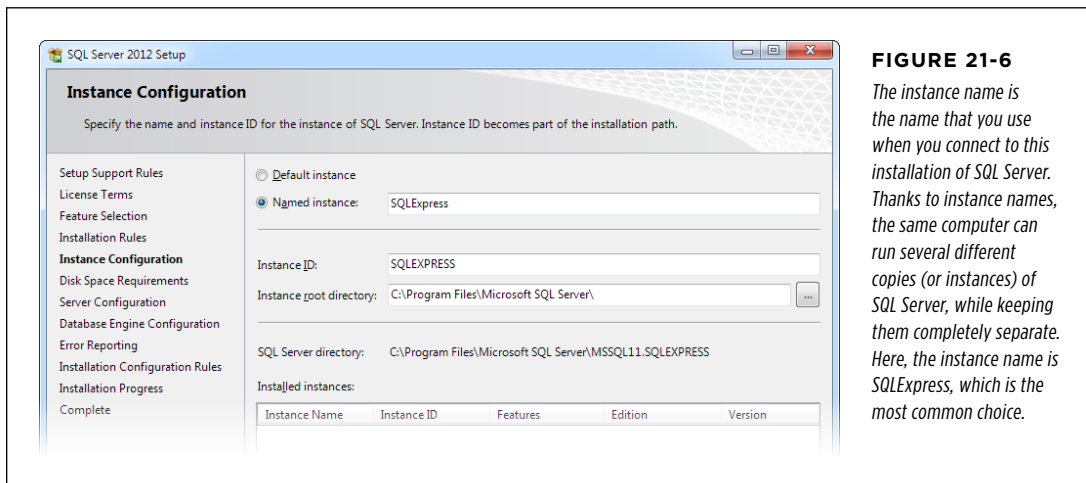 SQL Server 2012 Setup
Instance Configuration
Specify the name and instance ID for the instance of SQL Server. Instance ID becomes part of the installation path.
Setup Support Rules
License Terms
Feature Selection
Installation Rules
Instance Configuration
Disk Space Requirements
Server Configuration
Database Engine Configuration
Error Reporting
Installation Configuration Rules
Installation Progress
Complete
Default instance
Named instance: SQLExpress
Instance ID: SQLEXPRESS
Instance root directory: C:\Program Files\Microsoft SQL Server\ ...
SQL Server directory: C:\Program Files\Microsoft SQL Server\MSSQL11.SQLEXPRESS
Installed instances:
Instance Name Instance ID Features Edition Version
FIGURE 21-6
The instance name is
the name that you use
when you connect to this
installation of SQL Server.
Thanks to instance names,
the same computer can
run several different
copies (or instances) of
SQL Server, while keeping
them completely separate.
Here, the instance name is
SQLExpress, which is the
most common choice.